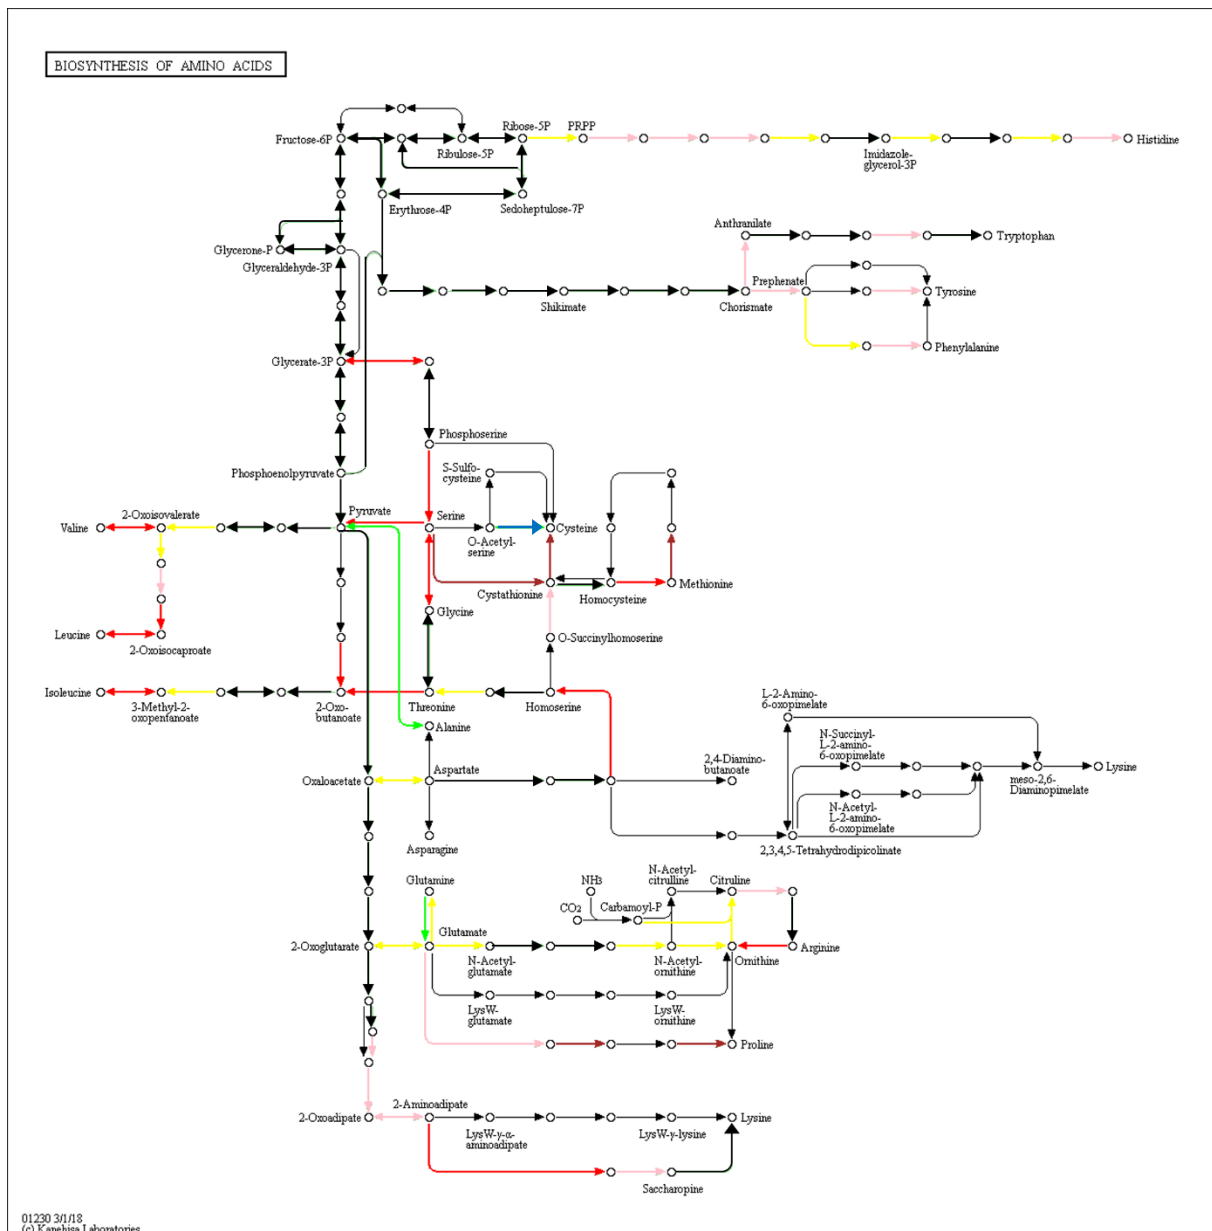 BIOSYNTHESIS OF AMINO ACIDS
Fructose-6P
Ribulose-5P
Ribose-5P
PRPP
Imidazole-
glycerol-3P
Histidine
Erythrose-4P
Sedoheptulose-7P
Glycerone-P
Glyceraldehyde-3P
Anthranilate
Tryptophan
Shikimate
Chorismate
Prephenate
Tyrosine
Phenylalanine
Glycerate-3P
Phosphoserine
Phosphoenolpyruvate
S-Sulfo-
cysteine
Valine
2-Oxoisovalerate
Pyruvate
Serine
O-Acetyl-
serine
Cysteine
Cystathionine
Homocysteine
Methionine
Glycine
Leucine
2-Oxoisocaproate
O-Succinylhomoserine
Isoleucine
3-Methyl-2-
oxopentanoate
2-Oxo-
butanoate
Threonine
Homoserine
Alanine
L-2-Amino-
6-oxopimelate
Oxaloacetate
Aspartate
2,4-Diamino-
butanoate
N-Succinyl-
L-2-amino-
6-oxopimelate
meso-2,6-
Diaminopimelate
Lysine
N-Acetyl-
L-2-amino-
6-oxopimelate
Asparagine
2,3,4,5-Tetrahydrodipicolinate
Glutamine
NH3
CO2
Carbamoyl-P
N-Acetyl-
citrulline
Citruline
2-Oxoglutarate
Glutamate
N-Acetyl-
glutamate
N-Acetyl-
ornithine
Ornithine
Arginine
LysW-
glutamate
LysW-
ornithine
Proline
2-Oxoadipate
2-Aminoadipate
LysW-γ-α-
aminoadipate
LysW-γ-lysine
Lysine
Saccharopine
01230 3/1/18
(c) Kanehisa Laboratories